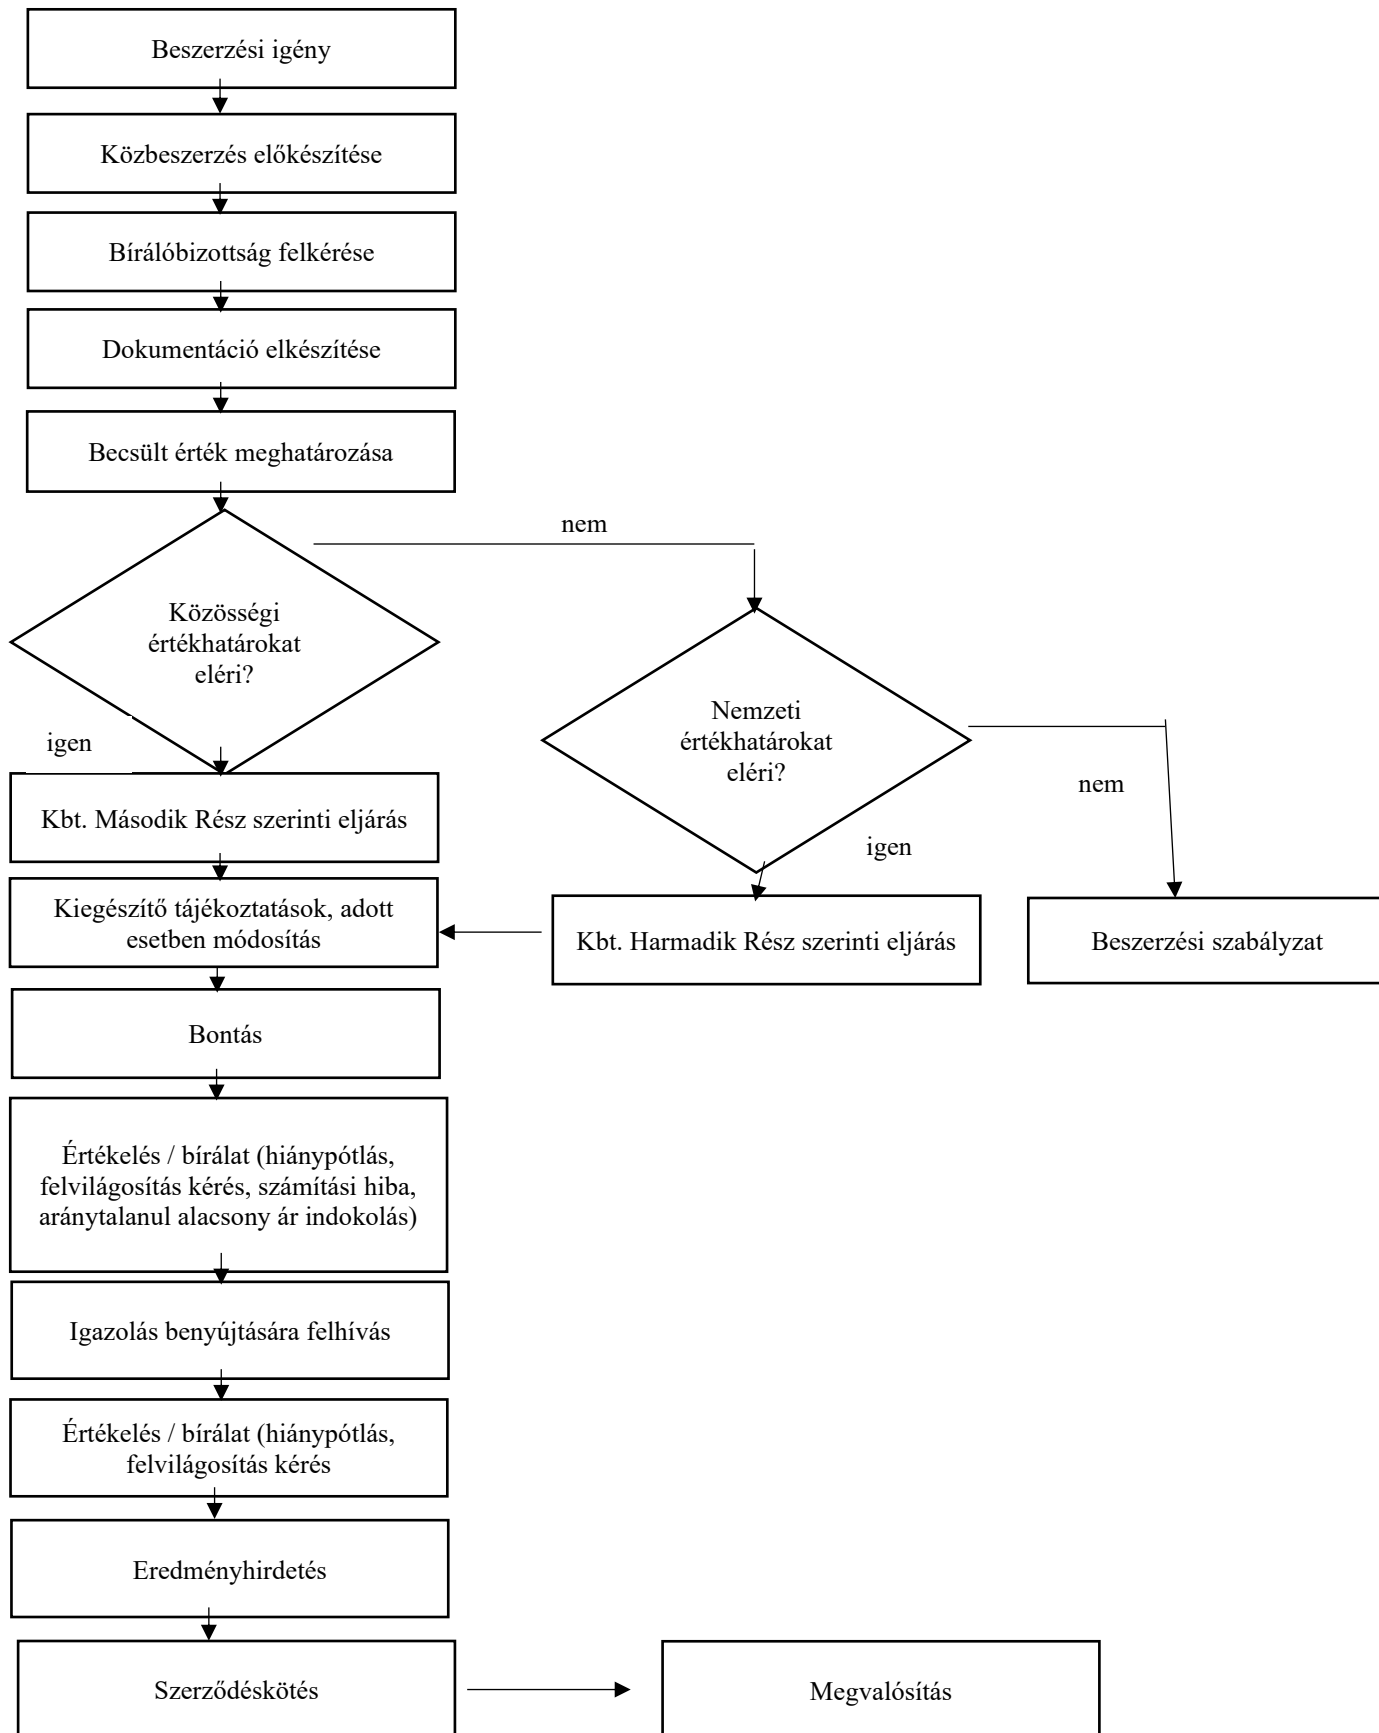 Beszerzési igény
Közbeszerzés előkészítése
Bírálóbizottság felkérése
Dokumentáció elkészítése
Becsült érték meghatározása
nem
Közösségi
értékhatárokat
eléri?
Nemzeti
értékhatárokat
eléri?
igen
nem
Kbt. Második Rész szerinti eljárás
igen
Kiegészítő tájékoztatások, adott
esetben módosítás
Kbt. Harmadik Rész szerinti eljárás
Beszerzési szabályzat
Bontás
Értékelés / bírálat (hiánypótlás,
felvilágosítás kérés, számítási hiba,
aránytalanul alacsony ár indokolás)
Igazolás benyújtására felhívás
Értékelés / bírálat (hiánypótlás,
felvilágosítás kérés
Eredményhirdetés
Szerződéskötés
Megvalósítás